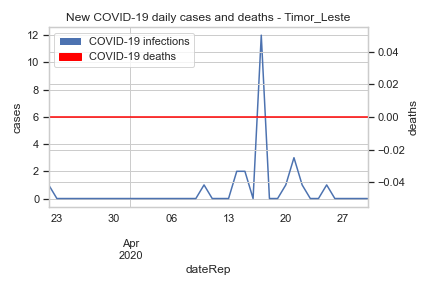 New COVID-19 daily cases and deaths - Timor_Leste
COVID-19 infections
COVID-19 deaths
12
10
8
6
4
2
0
cases
0.04
0.02
0.00
−0.02
−0.04
deaths
23 30 06 13 20 27
Apr
2020
dateRep